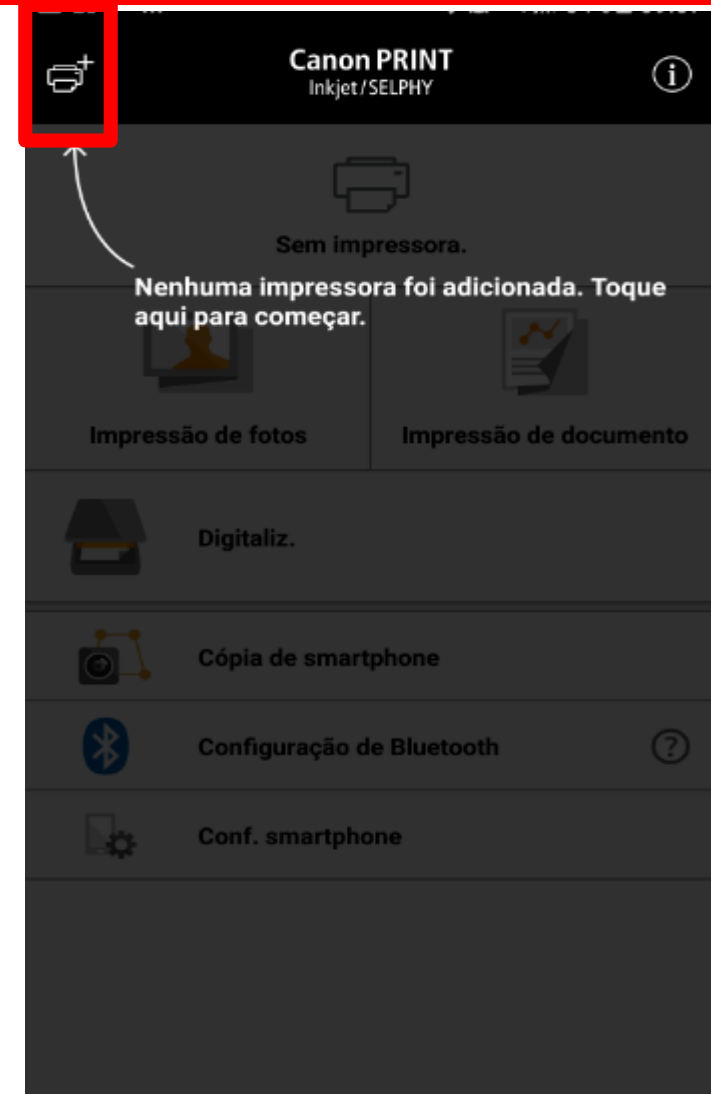 Canon PRINT
Inkjet/SELPHY
Sem impressora.
Nenhuma impressora foi adicionada. Toque
aqui para começar.
Impressão de fotos
Impressão de documento
Digitaliz.
Cópia de smartphone
Configuração de Bluetooth
Conf. smartphone